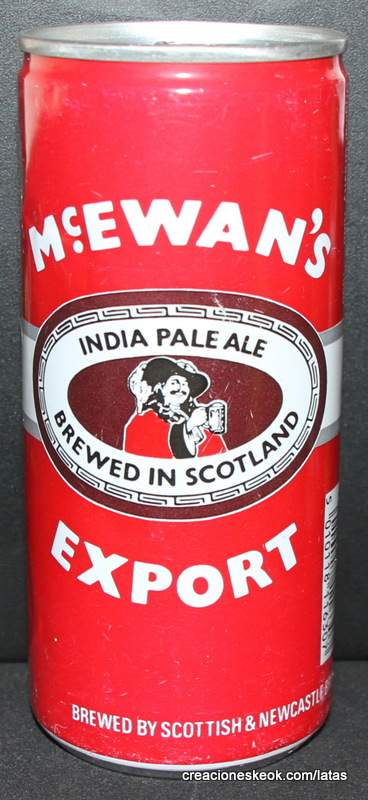 McEWAN'S
INDIA PALE ALE
BREWED IN SCOTLAND
EXPORT
BREWED BY SCOTTISH & NEWCASTLE
creacioneskeok.com/latas